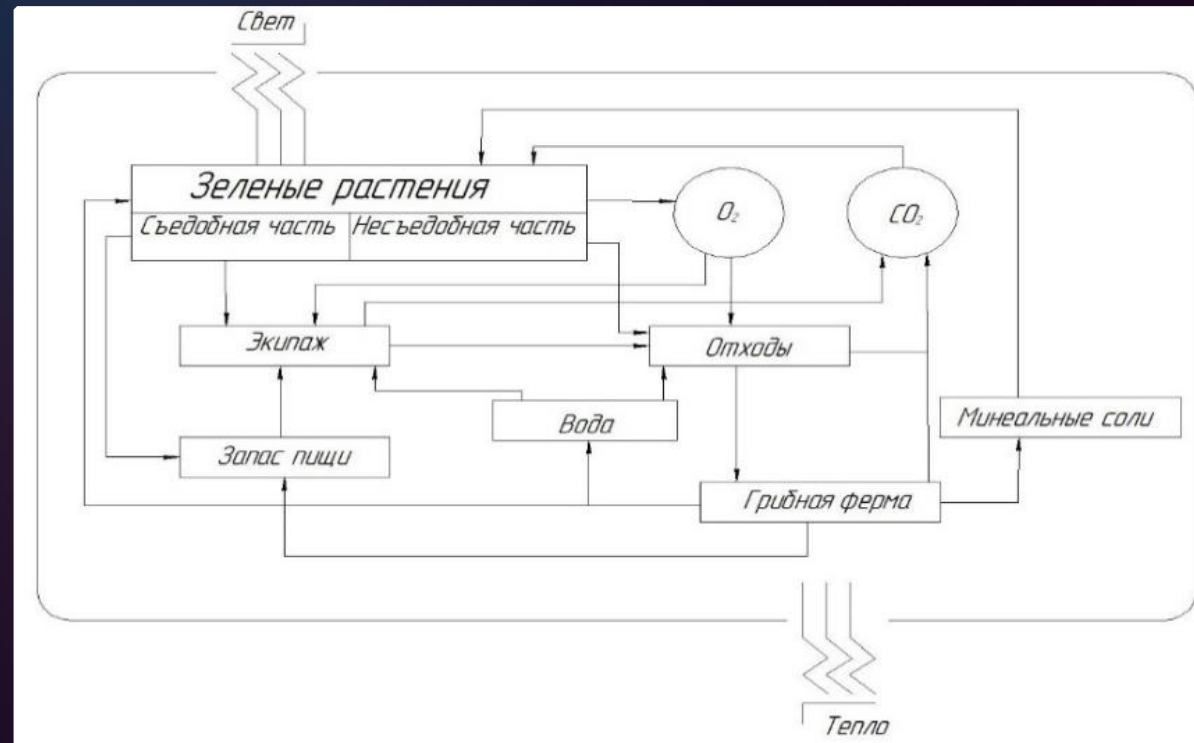 Свет
Зеленые растения
Съедобная часть
Несъедобная часть
O₂
CO₂
Экипаж
Отходы
Вода
Минеальные соли
Запас пищи
Грибная ферма
Тепло